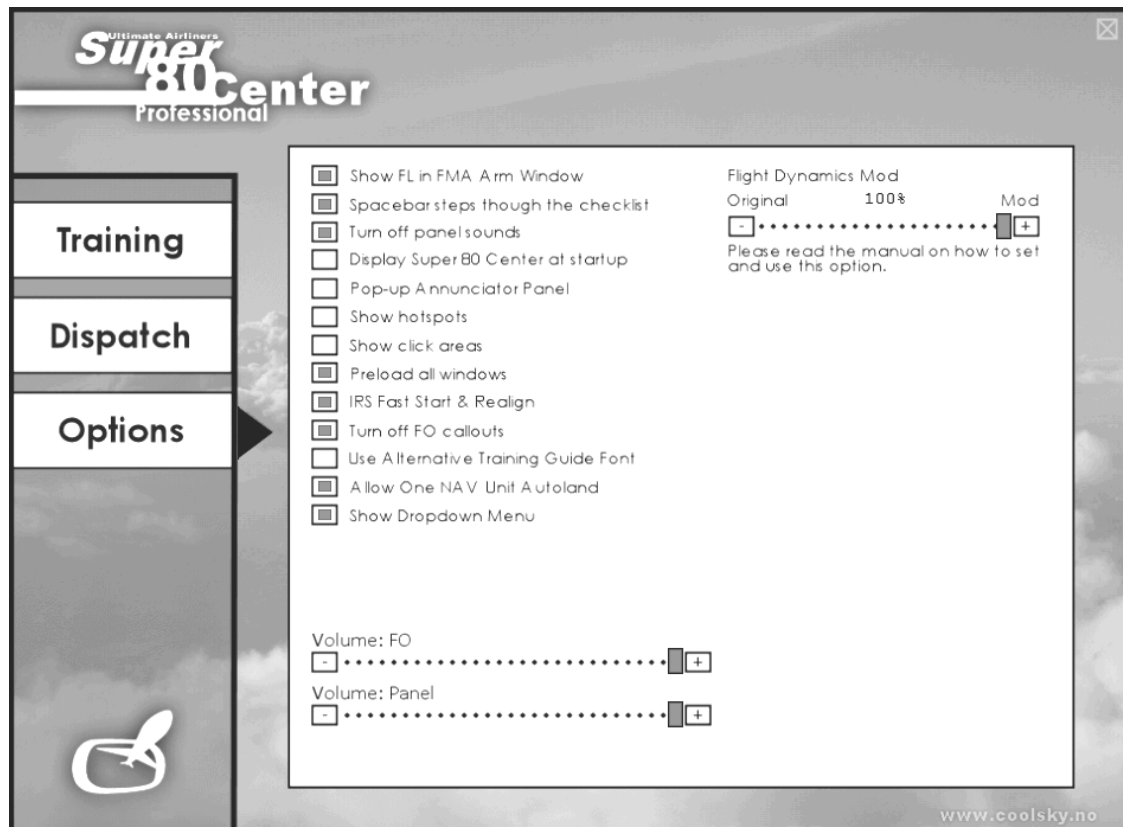 Ultimate Airliners
Super
80 Center
Professional
Training
Dispatch
Options
Show FL in FMA Arm Window
Spacebar steps though the checklist
Turn off panel sounds
Display Super 80 Center at startup
Pop-up Annunciator Panel
Show hotspots
Show click areas
Preload all windows
IRS Fast Start & Realign
Turn off FO callouts
Use Alternative Training Guide Font
Allow One NAV Unit Autoland
Show Dropdown Menu
Flight Dynamics Mod
Original 100% Mod
- +
Please read the manual on how to set
and use this option.
Volume: FO
- +
Volume: Panel
- +
www.coolsky.no